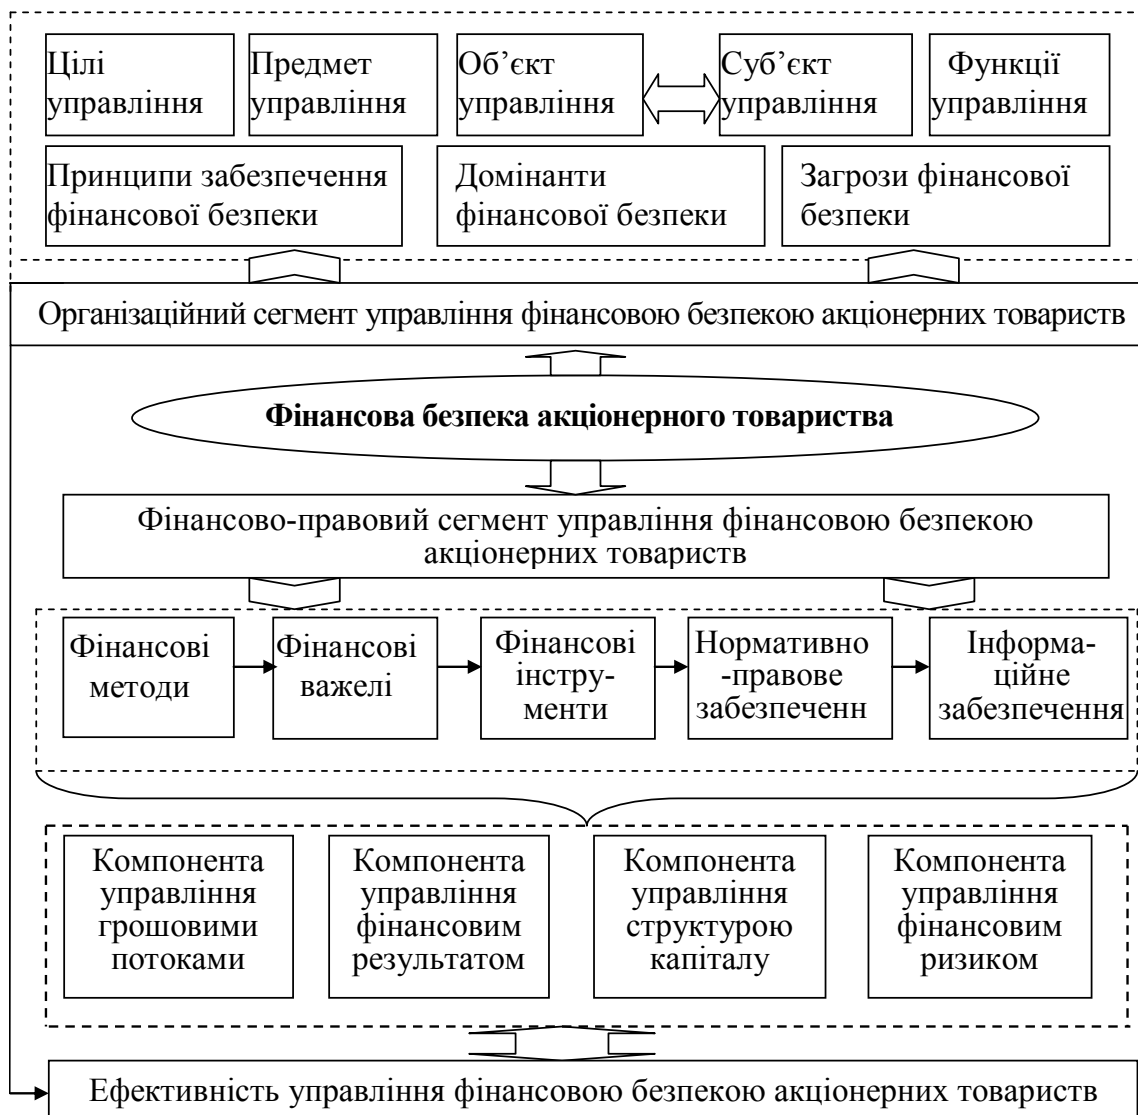 Цілі
управління
Предмет
управління
Об’єкт
управління
Суб’єкт
управління
Функції
управління
Принципи забезпечення
фінансової безпеки
Домінанти
фінансової безпеки
Загрози фінансової
безпеки
Організаційний сегмент управління фінансовою безпекою акціонерних товариств
Фінансова безпека акціонерного товариства
Фінансово-правовий сегмент управління фінансовою безпекою
акціонерних товариств
Фінансові
методи
Фінансові
важелі
Фінансові
інстру-
менти
Нормативно
-правове
забезпеченн
Інформа-
ційне
забезпечення
Компонента
управління
грошовими
потоками
Компонента
управління
фінансовим
результатом
Компонента
управління
структурою
капіталу
Компонента
управління
фінансовим
ризиком
Ефективність управління фінансовою безпекою акціонерних товариств